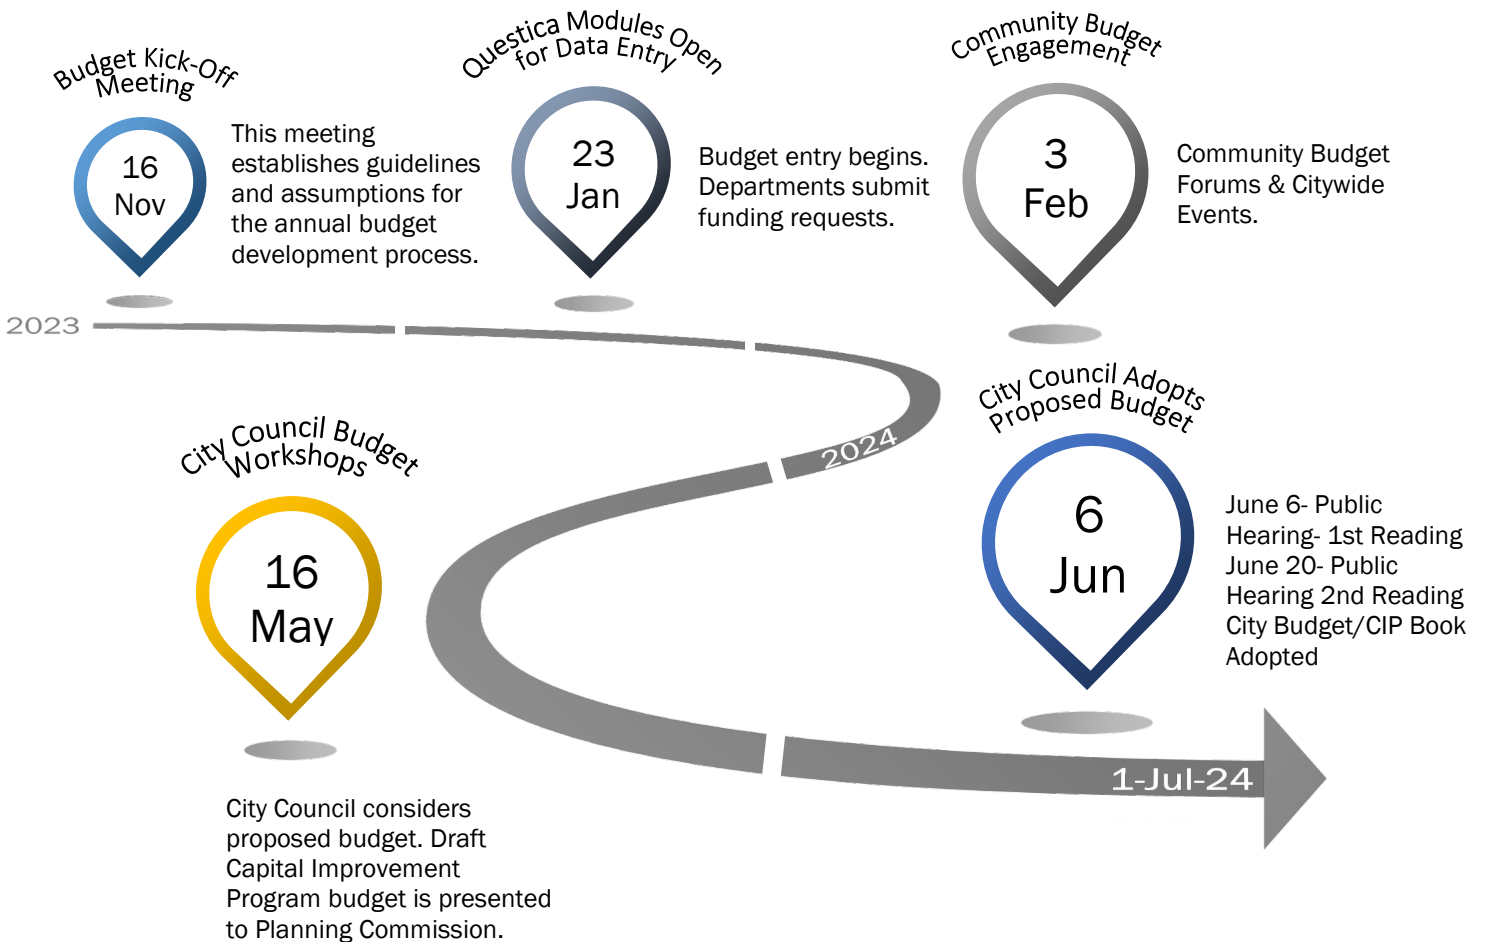 Budget Kick-Off
Meeting
16
Nov
This meeting
establishes guidelines
and assumptions for
the annual budget
development process.
Questica Modules Open
for Data Entry
23
Jan
Budget entry begins.
Departments submit
funding requests.
Community Budget
Engagement
3
Feb
Community Budget
Forums & Citywide
Events.
2023
2024
City Council Budget
Workshops
16
May
City Council considers
proposed budget. Draft
Capital Improvement
Program budget is presented
to Planning Commission.
City Council Adopts
Proposed Budget
6
Jun
June 6- Public
Hearing- 1st Reading
June 20- Public
Hearing 2nd Reading
City Budget/CIP Book
Adopted
1-Jul-24